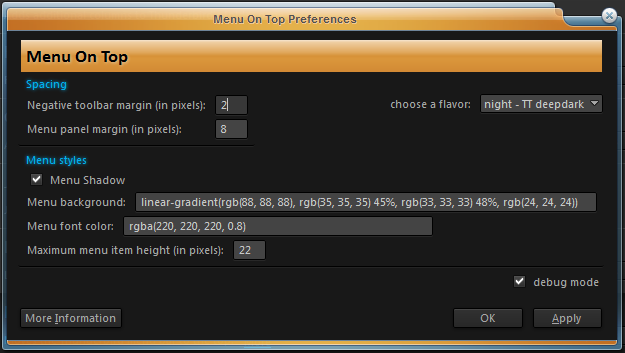 Menu On Top Preferences
Menu On Top
Spacing
Negative toolbar margin (in pixels): 2 choose a flavor: night - TT deepdark
Menu panel margin (in pixels): 8
Menu styles
Menu Shadow
Menu background: linear-gradient(rgb(88, 88, 88), rgb(35, 35, 35) 45%, rgb(33, 33, 33) 48%, rgb(24, 24, 24))
Menu font color: rgba(220, 220, 220, 0.8)
Maximum menu item height (in pixels): 22
debug mode
More Information OK Apply